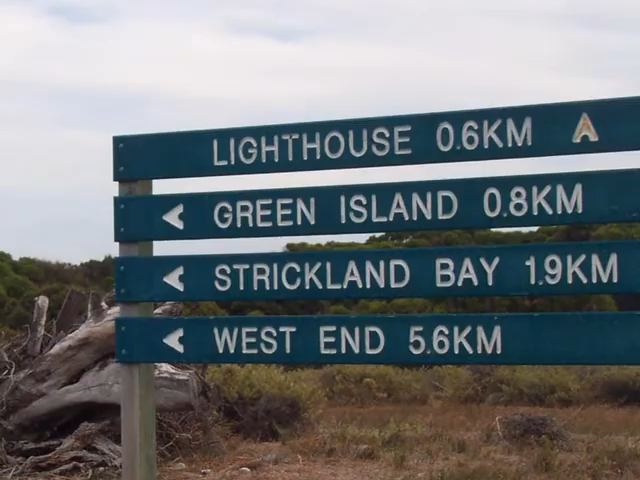 LIGHTHOUSE 0.6KM
GREEN ISLAND 0.8KM
STRICKLAND BAY 1.9KM
WEST END 5.6KM